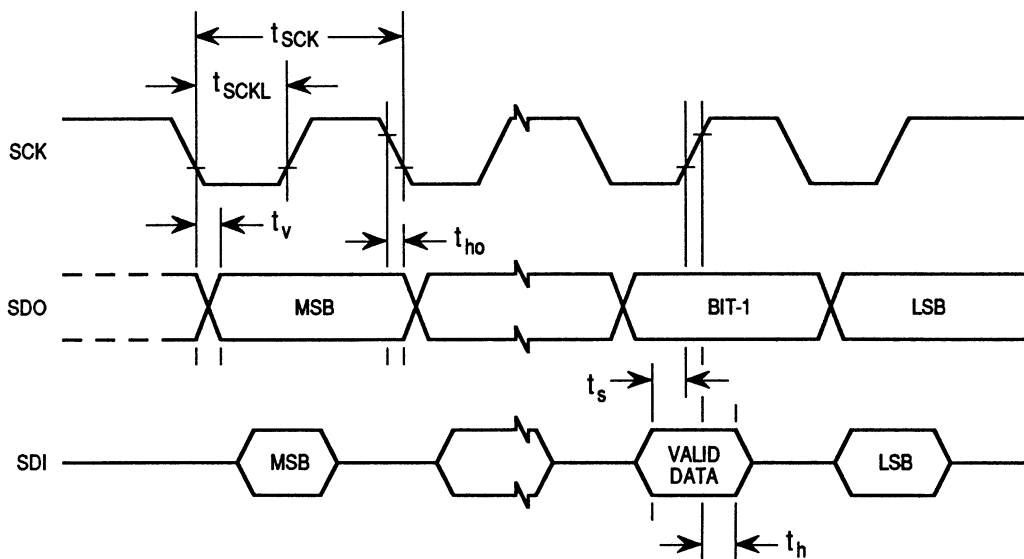 tSCK
tSCKL
SCK
tv
tho
SDO
MSB
BIT-1
LSB
ts
SDI
MSB
VALID
DATA
LSB
th